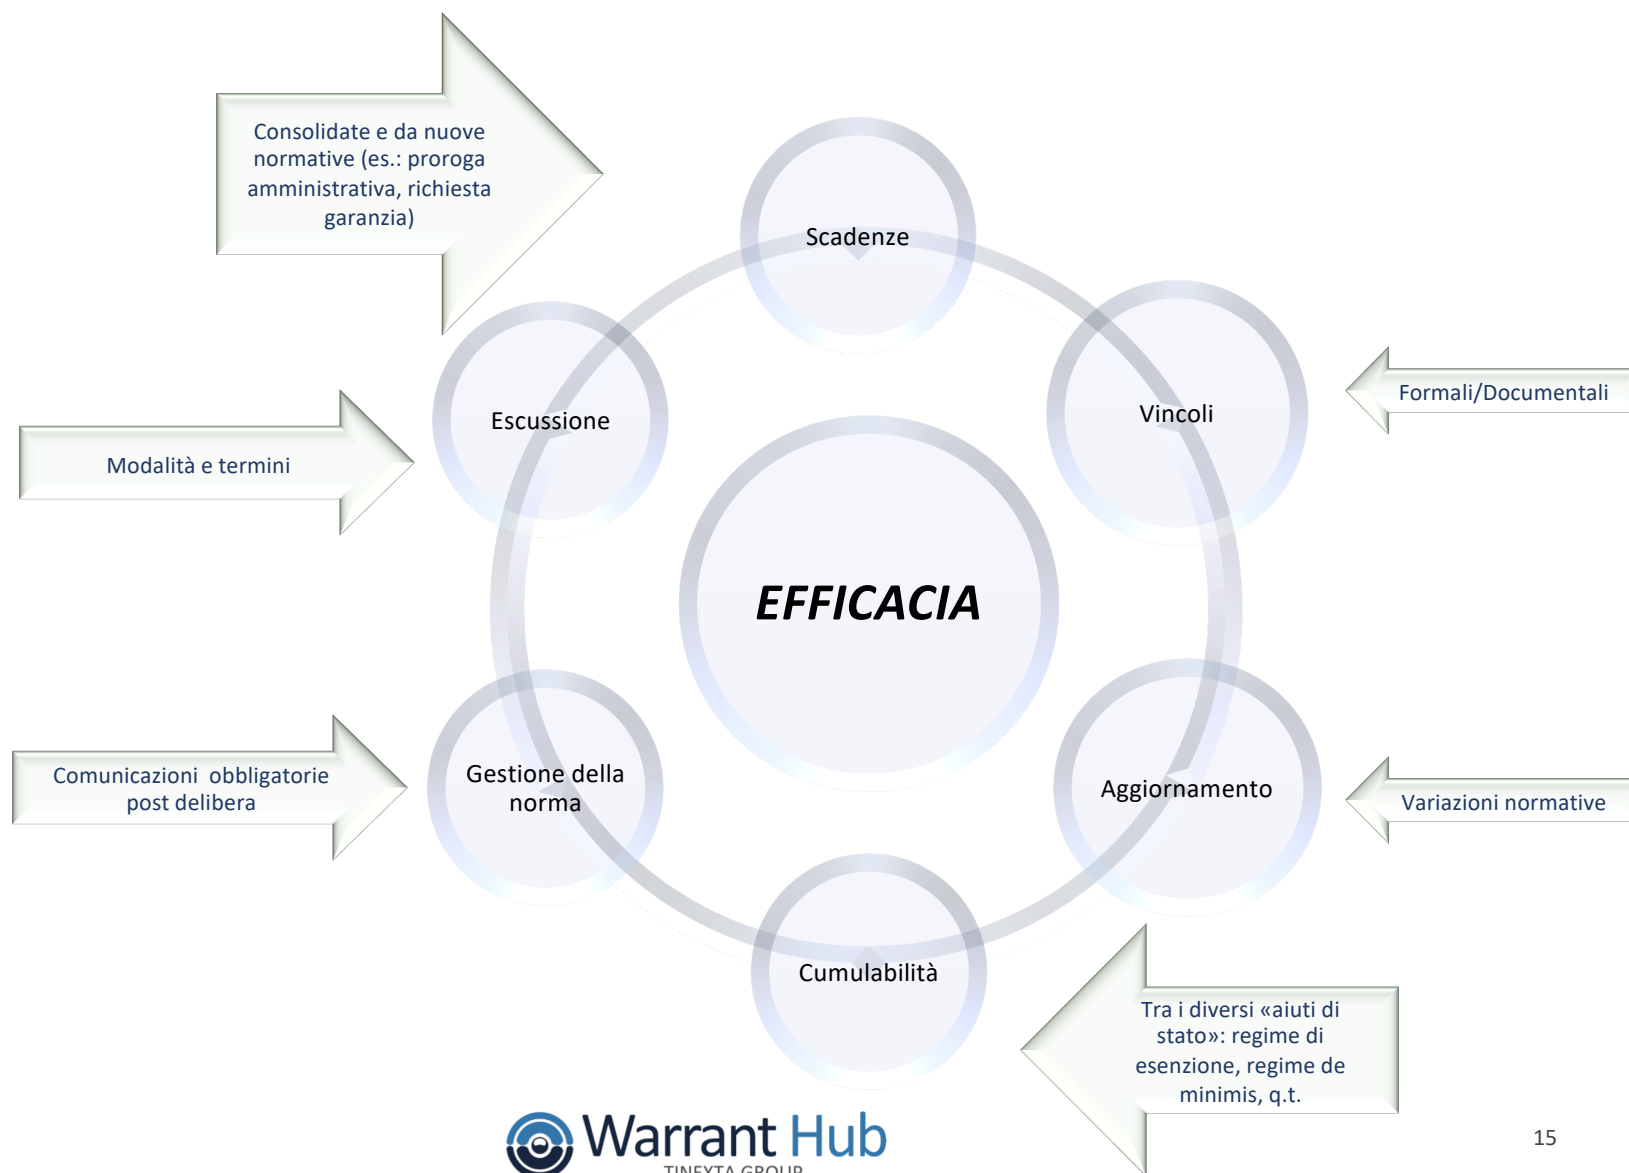 Consolidate e da nuove
normative (es.: proroga
amministrativa, richiesta
garanzia)
Scadenze
Escussione
Vincoli
Formali/Documentali
Modalità e termini
EFFICACIA
Gestione della
norma
Comunicazioni obbligatorie
post delibera
Aggiornamento
Variazioni normative
Cumulabilità
Tra i diversi «aiuti di
stato»: regime di
esenzione, regime de
minimis, q.t.
Warrant Hub
TINEXTA GROUP
15